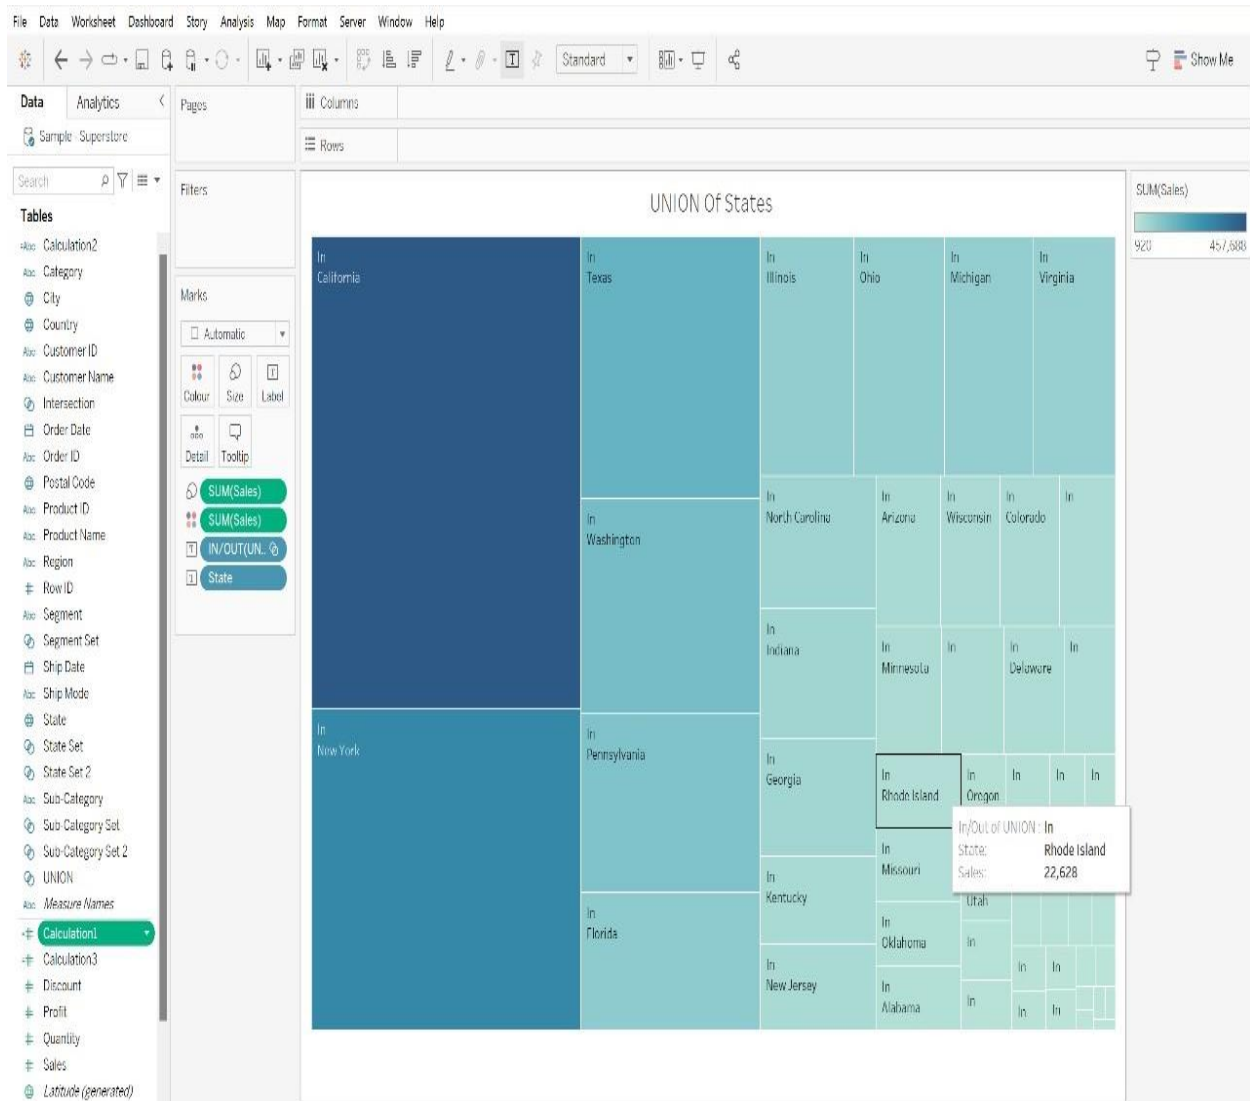 File Data Worksheet Dashboard Story Analysis Map Format Server Window Help
Standard
Show Me
Data Analytics
Sample - Superstore
Search
Tables
Calculation2
Category
City
Country
Customer ID
Customer Name
Intersection
Order Date
Order ID
Postal Code
Product ID
Product Name
Region
Row ID
Segment
Segment Set
Ship Date
Ship Mode
State
State Set
State Set 2
Sub-Category
Sub-Category Set
Sub-Category Set 2
UNION
Measure Names
Calculation1
Calculation3
Discount
Profit
Quantity
Sales
Latitude (generated)
Pages
Filters
Marks
Automatic
Colour Size Label
Detail Tooltip
SUM(Sales)
SUM(Sales)
IN/OUT(UN..
State
Columns
Rows
UNION Of States
In
California
In
New York
In
Texas
In
Washington
In
Pennsylvania
In
Florida
In
Illinois
In
Ohio
In
Michigan
In
Virginia
In
North Carolina
In
Indiana
In
Georgia
In
Kentucky
In
New Jersey
In
Arizona
In
Wisconsin
In
Colorado
In
In
Minnesota
In
In
Delaware
In
In
Rhode Island
In
Oregon
In
In
In
In
Missouri
Utah
In
Oklahoma
In
In
Alabama
In
In
In
In
In
In/Out of UNION : In
State: Rhode Island
Sales: 22,628
SUM(Sales)
920 457,688